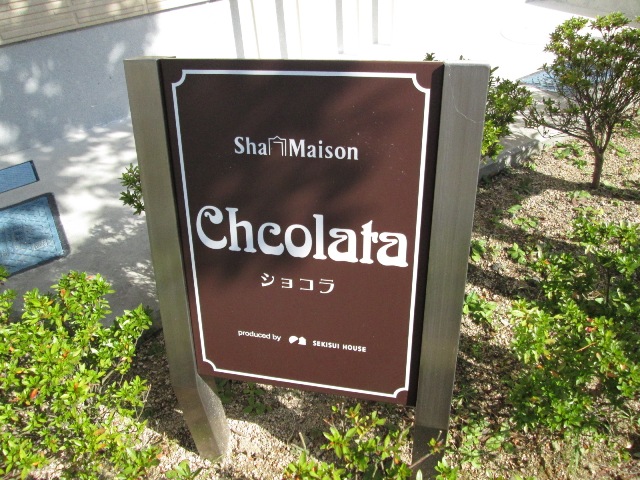 Sha Maison
Chcolata
ショコラ
produced by SEKISUI HOUSE